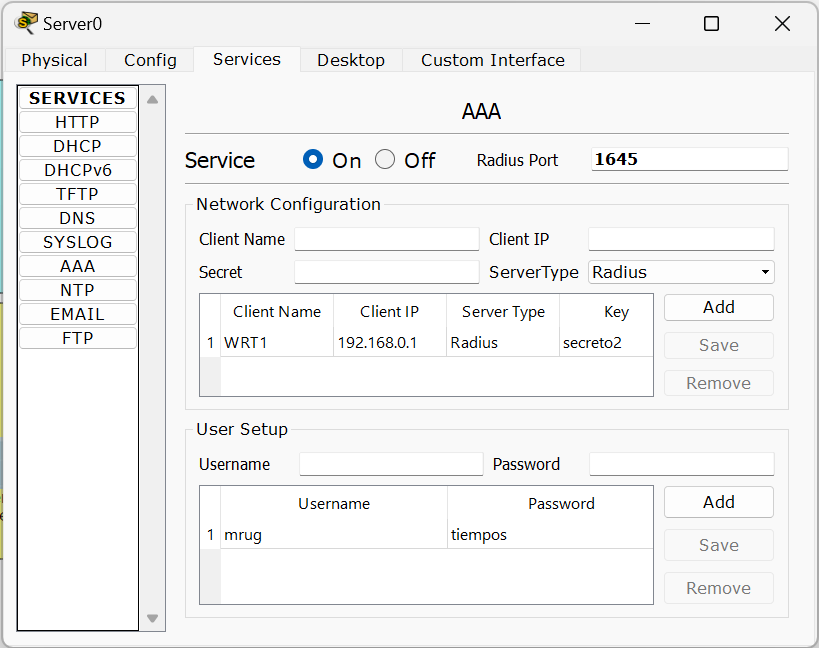 Server0
Physical Config Services Desktop Custom Interface
SERVICES
HTTP
DHCP
DHCPv6
TFTP
DNS
SYSLOG
AAA
NTP
EMAIL
FTP
AAA
Service On Off Radius Port 1645
Network Configuration
Client Name Client IP
Secret ServerType Radius
Client Name Client IP Server Type Key
1 WRT1 192.168.0.1 Radius secreto2
Add
Save
Remove
User Setup
Username Password
Username Password
1 mrug tiempos
Add
Save
Remove